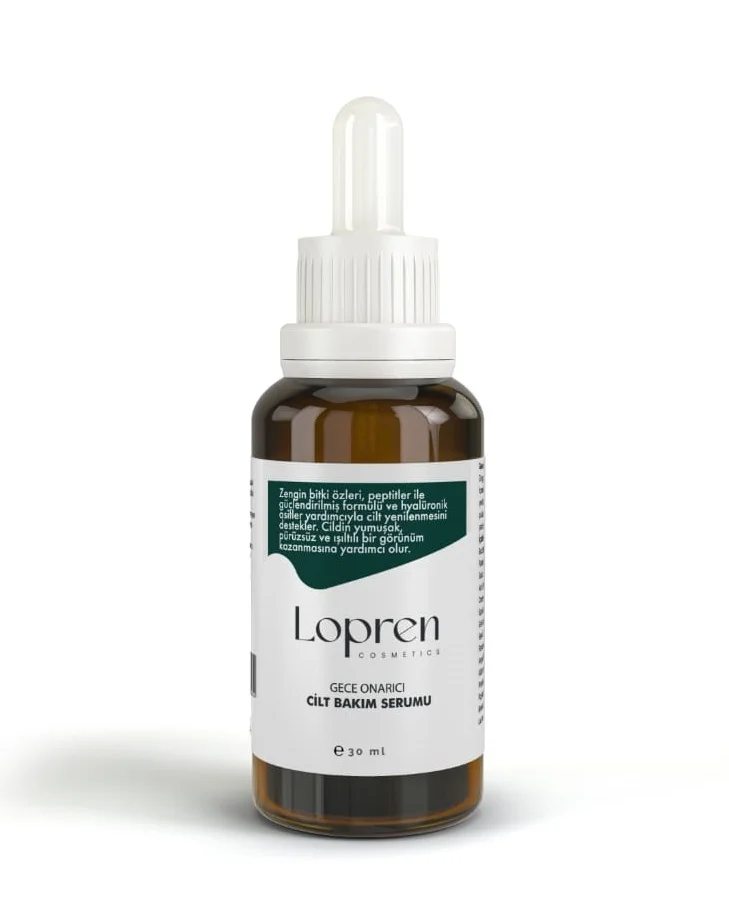 Zengin bitki özleri, peptitler ile
güçlendirilmiş formülü ve hyalüronik
asitler yardımcıyla cilt yenilenmesini
destekler. Cildin yumuşak,
pürüzsüz ve ışıltılı bir görünüm
kazanmasına yardımcı olur.
Lopren
COSMETICS
GECE ONARICI
CİLT BAKIM SERUMU
℮ 30 ml